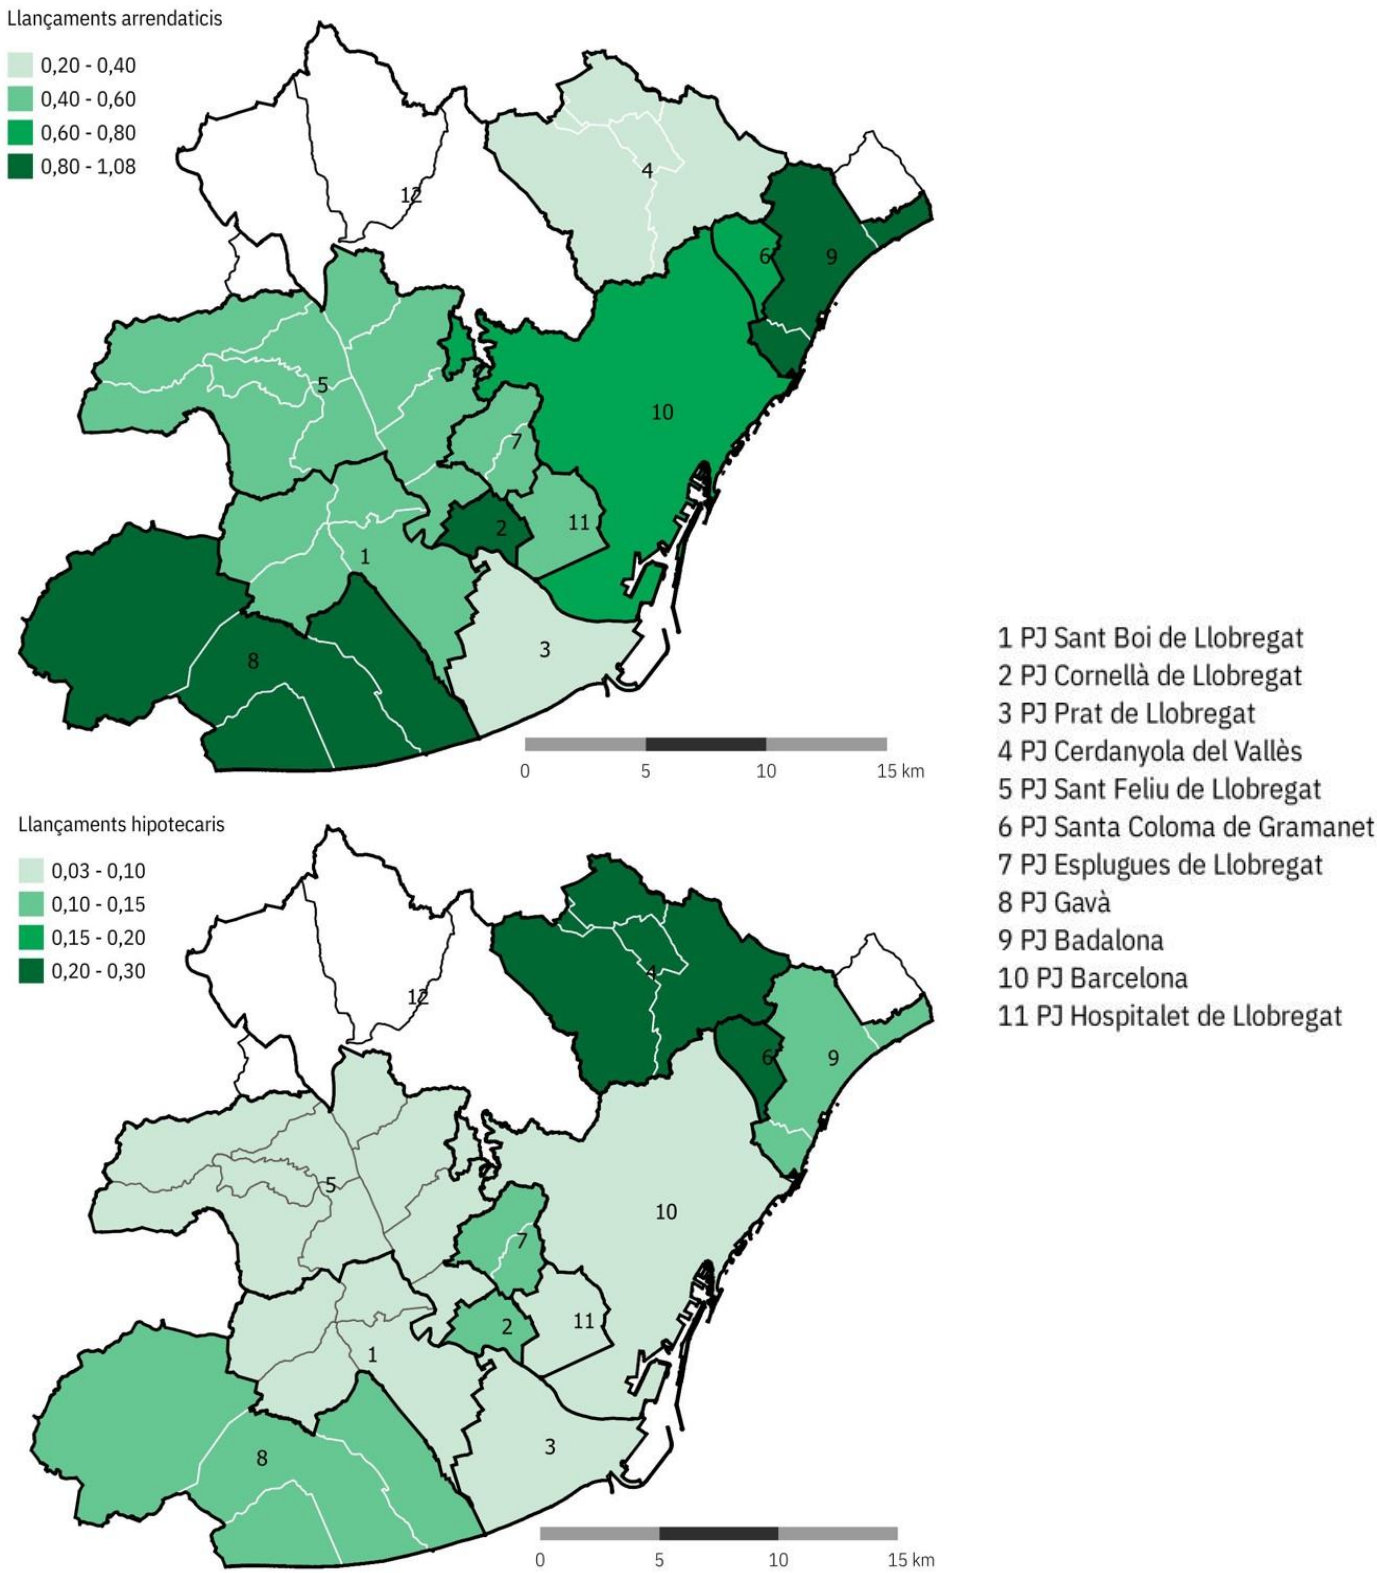 Llançaments arrendaticis
0,20 - 0,40
0,40 - 0,60
0,60 - 0,80
0,80 - 1,08
12
4
6
9
5
10
7
2
11
1
3
8
0 5 10 15 km
1 PJ Sant Boi de Llobregat
2 PJ Cornellà de Llobregat
3 PJ Prat de Llobregat
4 PJ Cerdanyola del Vallès
5 PJ Sant Feliu de Llobregat
6 PJ Santa Coloma de Gramanet
7 PJ Esplugues de Llobregat
8 PJ Gavà
9 PJ Badalona
10 PJ Barcelona
11 PJ Hospitalet de Llobregat
Llançaments hipotecaris
0,03 - 0,10
0,10 - 0,15
0,15 - 0,20
0,20 - 0,30
12
4
6
9
5
10
7
2
11
1
3
8
0 5 10 15 km